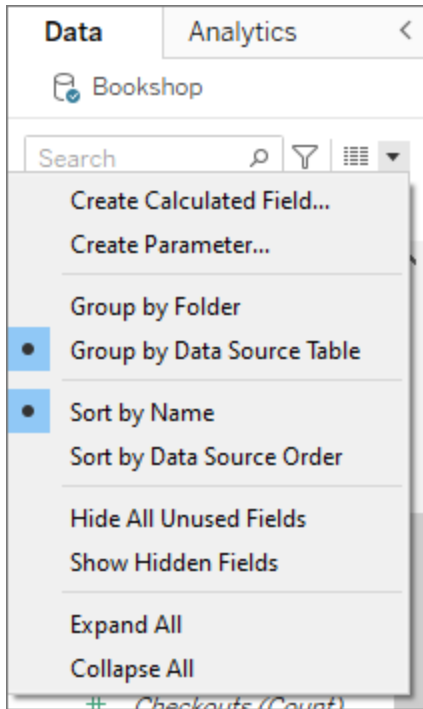 Data Analytics
Bookshop
Search
Create Calculated Field...
Create Parameter...
Group by Folder
Group by Data Source Table
Sort by Name
Sort by Data Source Order
Hide All Unused Fields
Show Hidden Fields
Expand All
Collapse All
# Checkouts (Count)